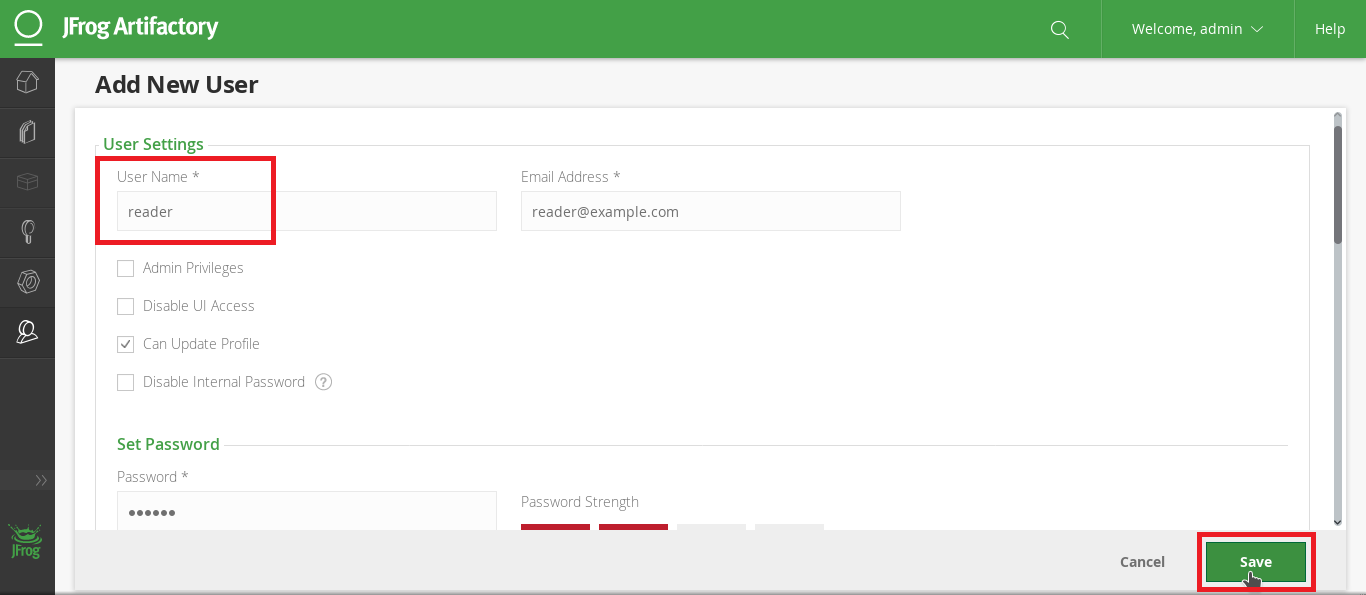 JFrog Artifactory
Welcome, admin
Help
Add New User
User Settings
User Name *
Email Address *
reader
reader@example.com
Admin Privileges
Disable UI Access
Can Update Profile
Disable Internal Password ?
Set Password
Password *
Password Strength
••••••
Cancel
Save
JFrog